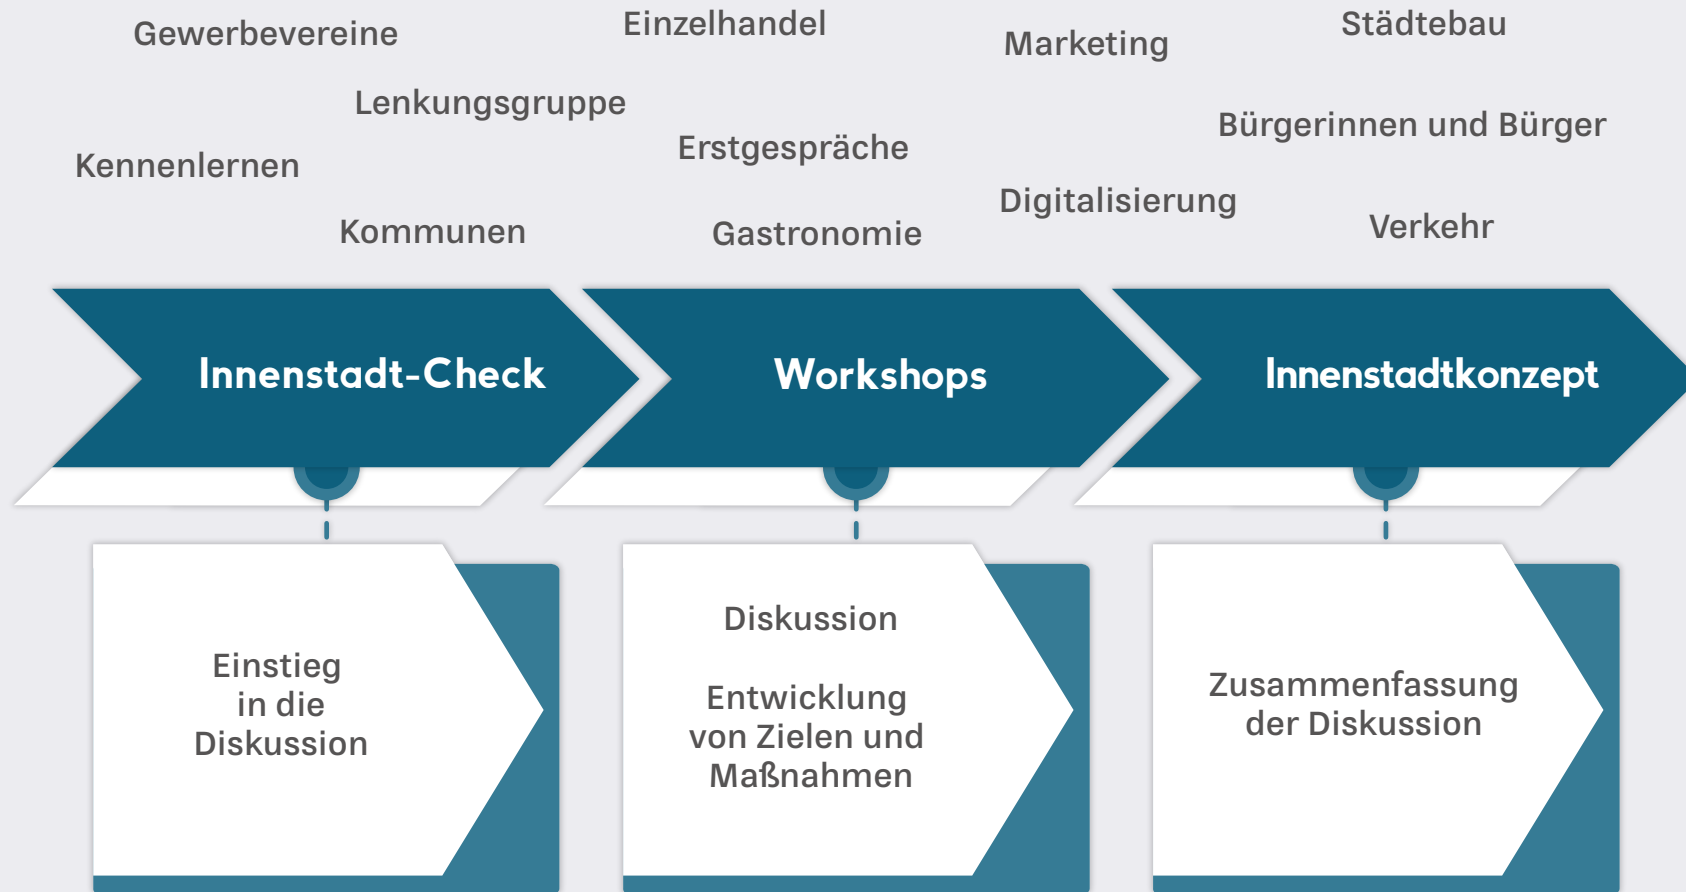 Gewerbevereine
Einzelhandel
Marketing
Städtebau
Lenkungsgruppe
Bürgerinnen und Bürger
Kennenlernen
Erstgespräche
Digitalisierung
Kommunen
Gastronomie
Verkehr
Innenstadt-Check
Workshops
Innenstadtkonzept
Einstieg
in die
Diskussion
Diskussion
Entwicklung
von Zielen und
Maßnahmen
Zusammenfassung
der Diskussion